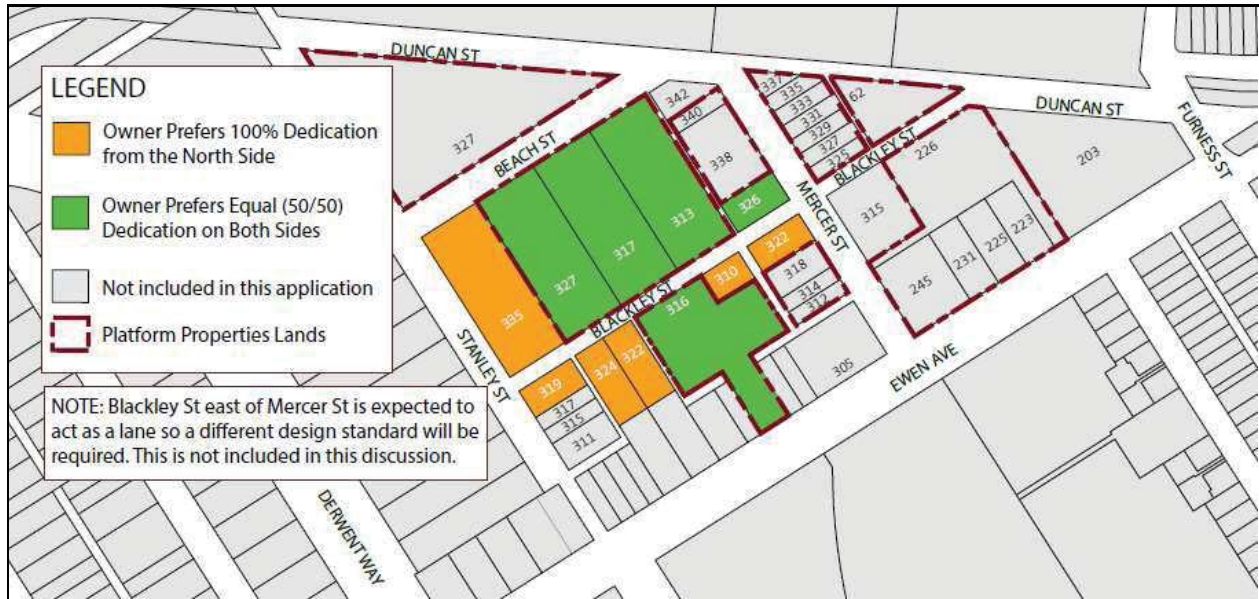 DUNCAN ST
LEGEND
Owner Prefers 100% Dedication
from the North Side
Owner Prefers Equal (50/50)
Dedication on Both Sides
Not included in this application
Platform Properties Lands
NOTE: Blackley St east of Mercer St is expected to
act as a lane so a different design standard will be
required. This is not included in this discussion.
327
BEACH ST
342
340
338
337
335
333
331
329
327
325
62
BLACKLEY ST
226
DUNCAN ST
203
FURNESS ST
335
327
317
313
326
MERCER ST
315
322
310
318
314
312
316
BLACKLEY ST
245
231
225
223
STANLEY ST
319
317
315
311
324
322
305
EWEN AVE
DERWENT WAY